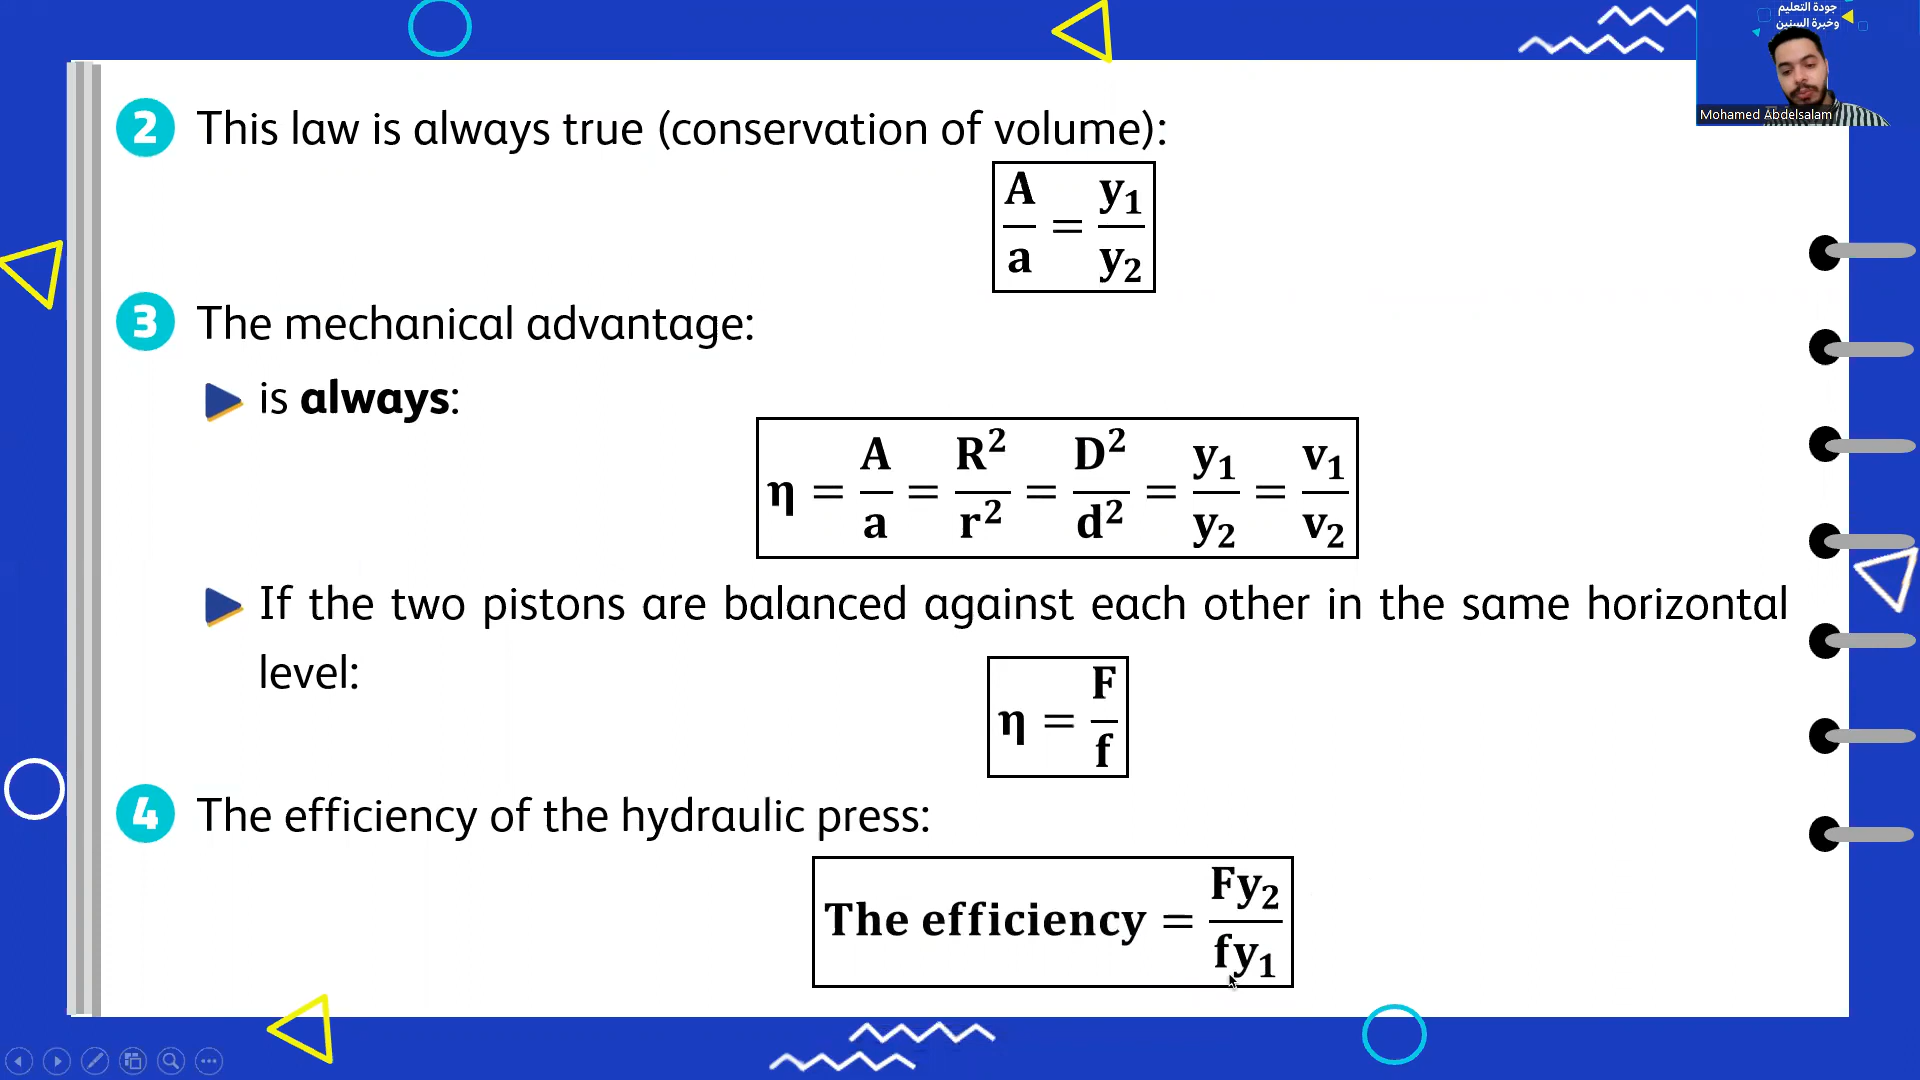 جودة التعليم
وخبرة السنين
Mohamed Abdelsalam
2 This law is always true (conservation of volume):
A/a = y₁/y₂
3 The mechanical advantage:
is always:
η = A/a = R²/r² = D²/d² = y₁/y₂ = v₁/v₂
If the two pistons are balanced against each other in the same horizontal
level:
η = F/f
4 The efficiency of the hydraulic press:
The efficiency = Fy₂/fy₁